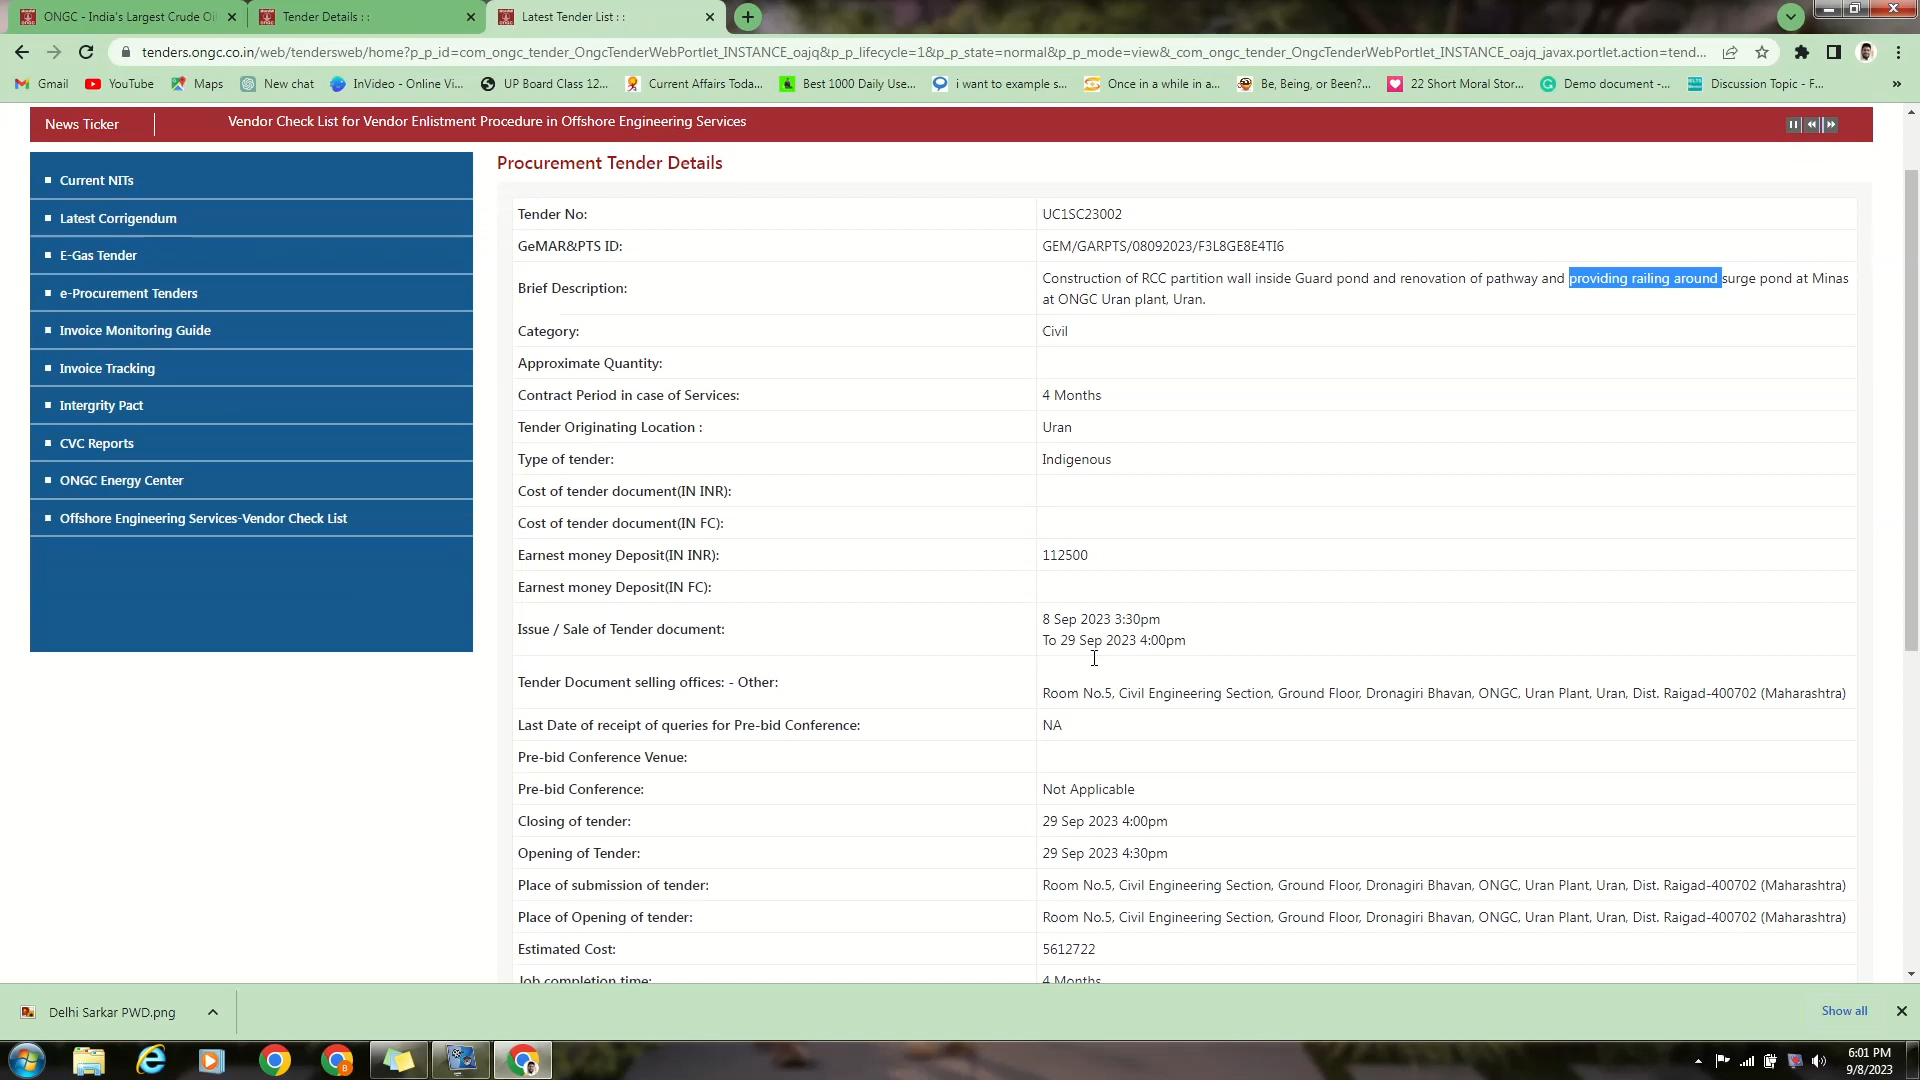 ONGC - India's Largest Crude Oi
Tender Details : :
Latest Tender List : :
tenders.ongc.co.in/web/tendersweb/home?p_p_id=com_ongc_tender_OngcTenderWebPortlet_INSTANCE_oajq&p_p_lifecycle=1&p_p_state=normal&p_p_mode=view&_com_ongc_tender_OngcTenderWebPortlet_INSTANCE_oajq_javax.portlet.action=tend...
Gmail
YouTube
Maps
New chat
InVideo - Online Vi...
UP Board Class 12...
Current Affairs Toda...
Best 1000 Daily Use...
i want to example s...
Once in a while in a...
Be, Being, or Been?...
22 Short Moral Stor...
Demo document -...
Discussion Topic - F...
»
News Ticker
Vendor Check List for Vendor Enlistment Procedure in Offshore Engineering Services
Current NITs
Latest Corrigendum
E-Gas Tender
e-Procurement Tenders
Invoice Monitoring Guide
Invoice Tracking
Intergrity Pact
CVC Reports
ONGC Energy Center
Offshore Engineering Services-Vendor Check List
Procurement Tender Details
Tender No: UC1SC23002
GeMAR&PTS ID: GEM/GARPTS/08092023/F3L8GE8E4TI6
Brief Description: Construction of RCC partition wall inside Guard pond and renovation of pathway and providing railing around surge pond at Minas
at ONGC Uran plant, Uran.
Category: Civil
Approximate Quantity:
Contract Period in case of Services: 4 Months
Tender Originating Location : Uran
Type of tender: Indigenous
Cost of tender document(IN INR):
Cost of tender document(IN FC):
Earnest money Deposit(IN INR): 112500
Earnest money Deposit(IN FC):
Issue / Sale of Tender document: 8 Sep 2023 3:30pm
To 29 Sep 2023 4:00pm
Tender Document selling offices: - Other: Room No.5, Civil Engineering Section, Ground Floor, Dronagiri Bhavan, ONGC, Uran Plant, Uran, Dist. Raigad-400702 (Maharashtra)
Last Date of receipt of queries for Pre-bid Conference: NA
Pre-bid Conference Venue:
Pre-bid Conference: Not Applicable
Closing of tender: 29 Sep 2023 4:00pm
Opening of Tender: 29 Sep 2023 4:30pm
Place of submission of tender: Room No.5, Civil Engineering Section, Ground Floor, Dronagiri Bhavan, ONGC, Uran Plant, Uran, Dist. Raigad-400702 (Maharashtra)
Place of Opening of tender: Room No.5, Civil Engineering Section, Ground Floor, Dronagiri Bhavan, ONGC, Uran Plant, Uran, Dist. Raigad-400702 (Maharashtra)
Estimated Cost: 5612722
Job completion time: 4 Months
Delhi Sarkar PWD.png
Show all
6:01 PM
9/8/2023